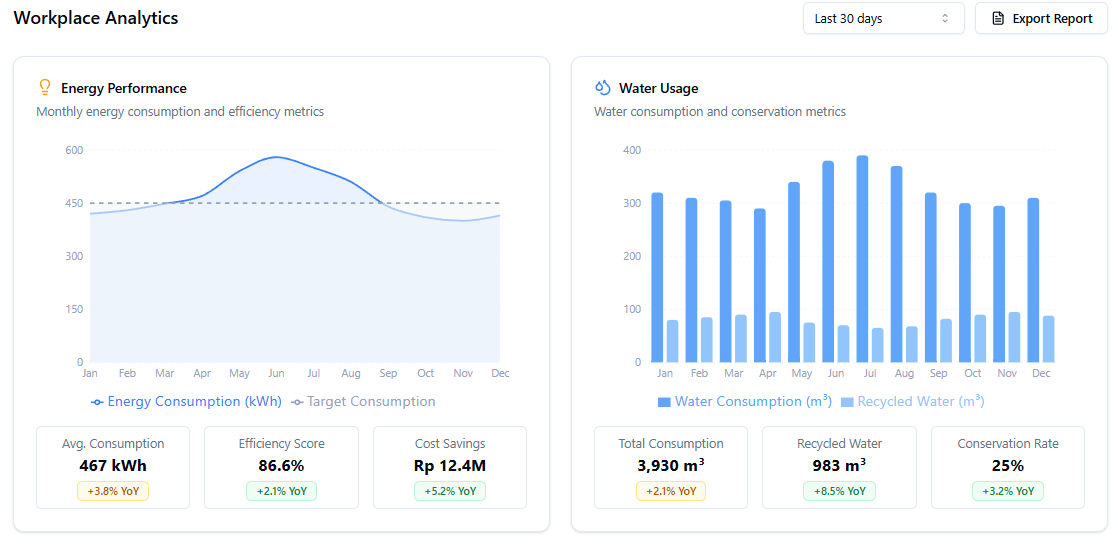 Workplace Analytics
Last 30 days
Export Report
Energy Performance
Monthly energy consumption and efficiency metrics
600
450
300
150
0
Jan Feb Mar Apr May Jun Jul Aug Sep Oct Nov Dec
Energy Consumption (kWh) Target Consumption
Avg. Consumption
467 kWh
+3.8% YoY
Efficiency Score
86.6%
+2.1% YoY
Cost Savings
Rp 12.4M
+5.2% YoY
Water Usage
Water consumption and conservation metrics
400
300
200
100
0
Jan Feb Mar Apr May Jun Jul Aug Sep Oct Nov Dec
Water Consumption (m³) Recycled Water (m³)
Total Consumption
3,930 m³
+2.1% YoY
Recycled Water
983 m³
+8.5% YoY
Conservation Rate
25%
+3.2% YoY